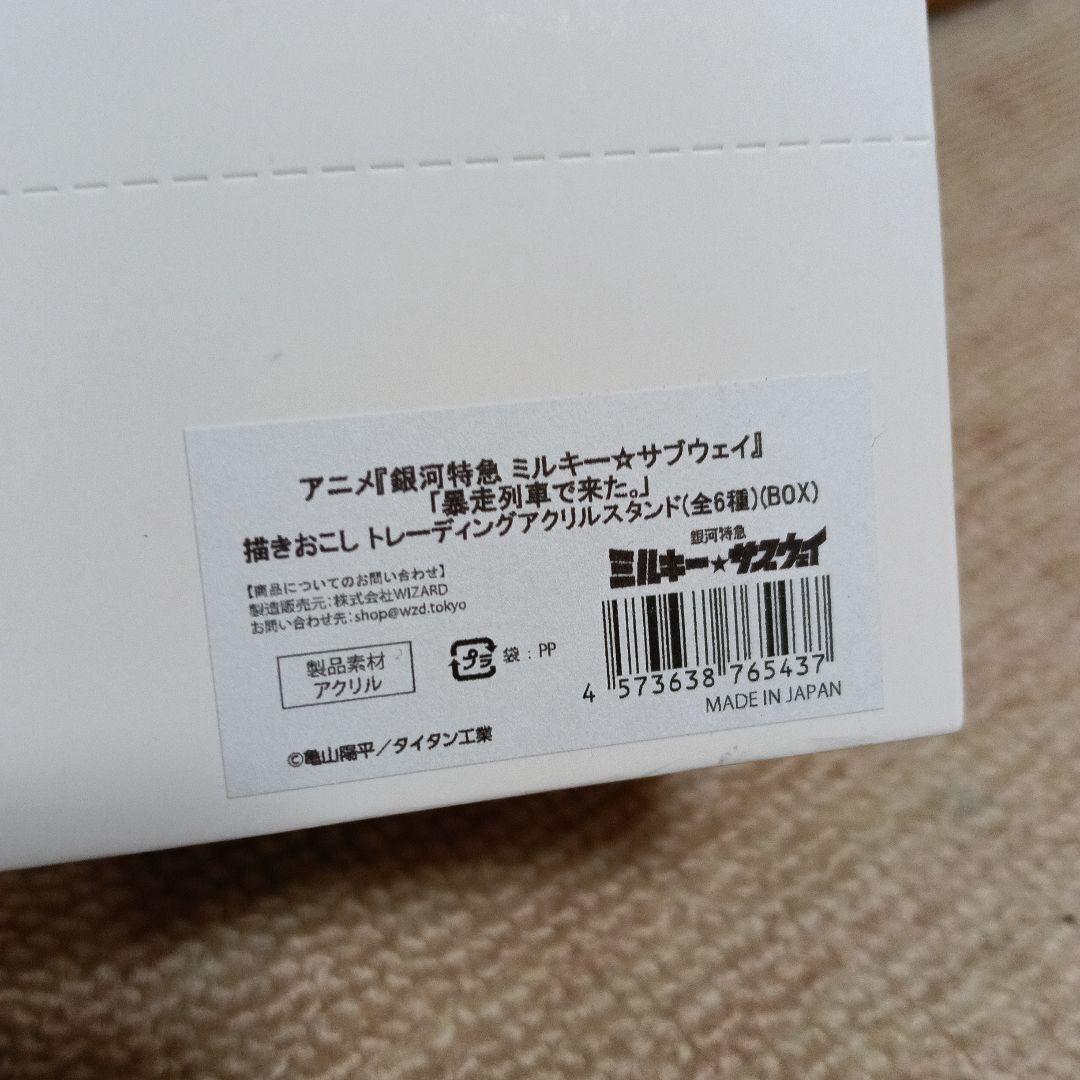 アニメ『銀河特急 ミルキー☆サブウェイ』
「暴走列車で来た。」
描きおこし トレーディングアクリルスタンド(全6種)(BOX)
【商品についてのお問い合わせ】
製造販売元:株式会社WIZARD
お問い合わせ先:shop@wzd.tokyo
銀河特急
ミルキー☆サブウェイ
製品素材
アクリル
プラ 袋:PP
4 573638 765437
MADE IN JAPAN
©亀山陽平/タイタン工業